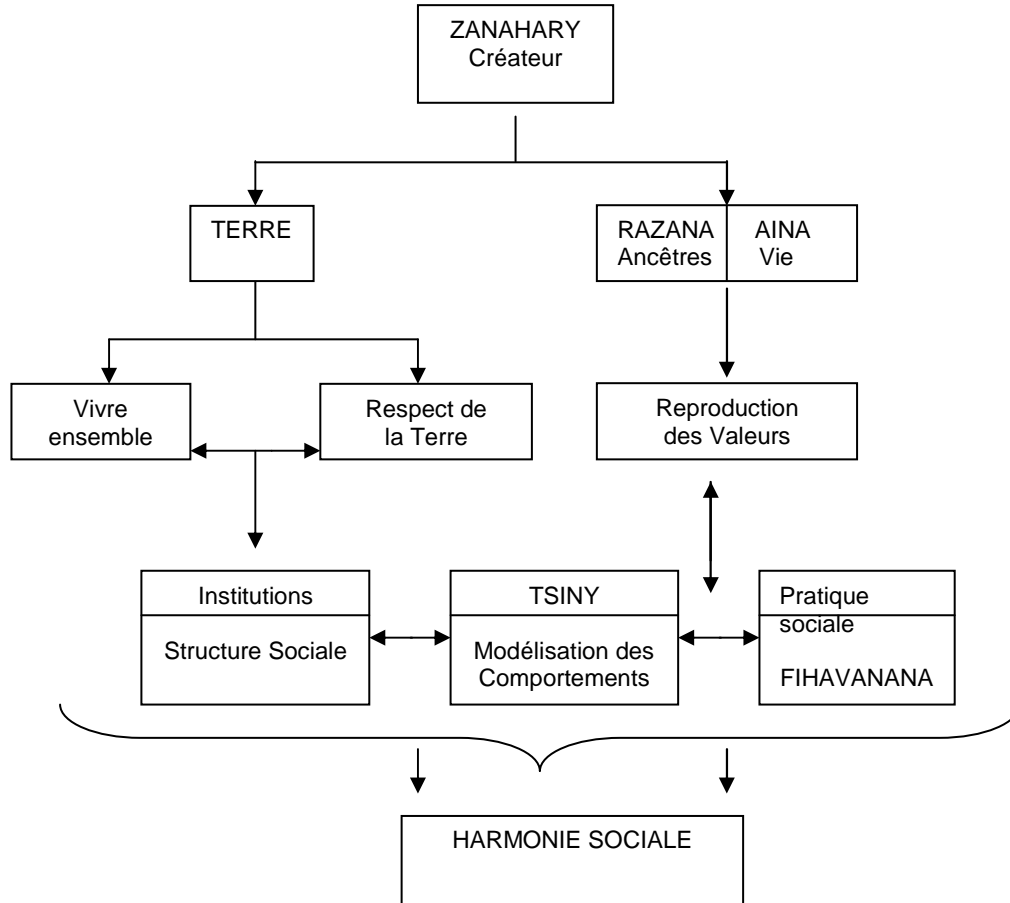 ZANAHARY
Créateur
TERRE
RAZANA
Ancêtres
AINA
Vie
Vivre
ensemble
Respect de
la Terre
Reproduction
des Valeurs
Institutions
Structure Sociale
TSINY
Modélisation des
Comportements
Pratique
sociale
FIHAVANANA
HARMONIE SOCIALE